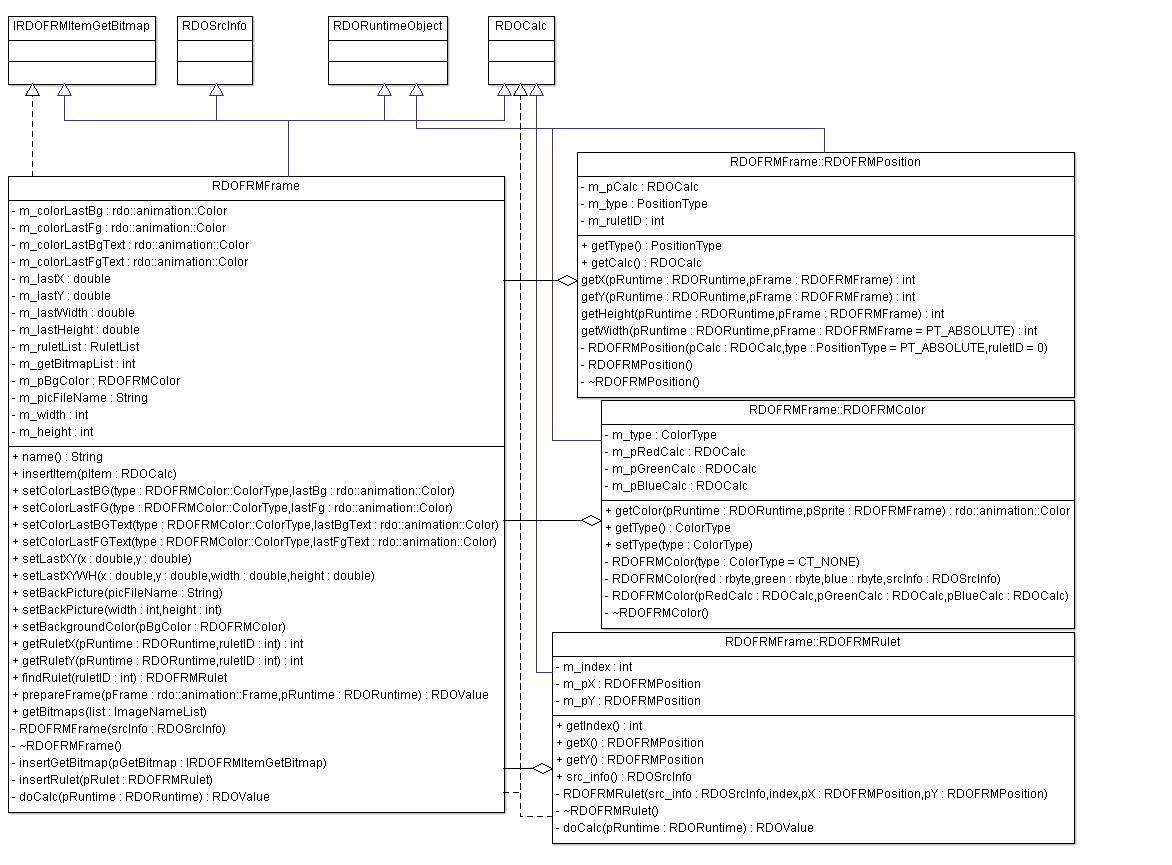 IRDOFRMItemGetBitmap
RDOSrcInfo
RDORuntimeObject
RDOCalc
RDOFRMFrame
- m_colorLastBg : rdo::animation::Color
- m_colorLastFg : rdo::animation::Color
- m_colorLastBgText : rdo::animation::Color
- m_colorLastFgText : rdo::animation::Color
- m_lastX : double
- m_lastY : double
- m_lastWidth : double
- m_lastHeight : double
- m_ruletList : RuletList
- m_getBitmapList : int
- m_pBgColor : RDOFRMColor
- m_picFileName : String
- m_width : int
- m_height : int
+ name() : String
+ insertItem(pItem : RDOCalc)
+ setColorLastBG(type : RDOFRMColor::ColorType,lastBg : rdo::animation::Color)
+ setColorLastFG(type : RDOFRMColor::ColorType,lastFg : rdo::animation::Color)
+ setColorLastBGText(type : RDOFRMColor::ColorType,lastBgText : rdo::animation::Color)
+ setColorLastFGText(type : RDOFRMColor::ColorType,lastFgText : rdo::animation::Color)
+ setLastXY(x : double,y : double)
+ setLastXYWH(x : double,y : double,width : double,height : double)
+ setBackPicture(picFileName : String)
+ setBackPicture(width : int,height : int)
+ setBackgroundColor(pBgColor : RDOFRMColor)
+ getRuletX(pRuntime : RDORuntime,ruletID : int) : int
+ getRuletY(pRuntime : RDORuntime,ruletID : int) : int
+ findRulet(ruletID : int) : RDOFRMRulet
+ prepareFrame(pFrame : rdo::animation::Frame,pRuntime : RDORuntime) : RDOValue
+ getBitmaps(list : ImageNameList)
- RDOFRMFrame(srcInfo : RDOSrcInfo)
- ~RDOFRMFrame()
- insertGetBitmap(pGetBitmap : IRDOFRMItemGetBitmap)
- insertRulet(pRulet : RDOFRMRulet)
- doCalc(pRuntime : RDORuntime) : RDOValue
RDOFRMFrame::RDOFRMPosition
- m_pCalc : RDOCalc
- m_type : PositionType
- m_ruletID : int
+ getType() : PositionType
+ getCalc() : RDOCalc
getX(pRuntime : RDORuntime,pFrame : RDOFRMFrame) : int
getY(pRuntime : RDORuntime,pFrame : RDOFRMFrame) : int
getHeight(pRuntime : RDORuntime,pFrame : RDOFRMFrame) : int
getWidth(pRuntime : RDORuntime,pFrame : RDOFRMFrame = PT_ABSOLUTE) : int
- RDOFRMPosition(pCalc : RDOCalc,type : PositionType = PT_ABSOLUTE,ruletID = 0)
- RDOFRMPosition()
- ~RDOFRMPosition()
RDOFRMFrame::RDOFRMColor
- m_type : ColorType
- m_pRedCalc : RDOCalc
- m_pGreenCalc : RDOCalc
- m_pBlueCalc : RDOCalc
+ getColor(pRuntime : RDORuntime,pSprite : RDOFRMFrame) : rdo::animation::Color
+ getType() : ColorType
+ setType(type : ColorType)
- RDOFRMColor(type : ColorType = CT_NONE)
- RDOFRMColor(red : rbyte,green : rbyte,blue : rbyte,srcInfo : RDOSrcInfo)
- RDOFRMColor(pRedCalc : RDOCalc,pGreenCalc : RDOCalc,pBlueCalc : RDOCalc)
- ~RDOFRMColor()
RDOFRMFrame::RDOFRMRulet
- m_index : int
- m_pX : RDOFRMPosition
- m_pY : RDOFRMPosition
+ getIndex() : int
+ getX() : RDOFRMPosition
+ getY() : RDOFRMPosition
+ src_info() : RDOSrcInfo
- RDOFRMRulet(src_info : RDOSrcInfo,index,pX : RDOFRMPosition,pY : RDOFRMPosition)
- ~RDOFRMRulet()
- doCalc(pRuntime : RDORuntime) : RDOValue